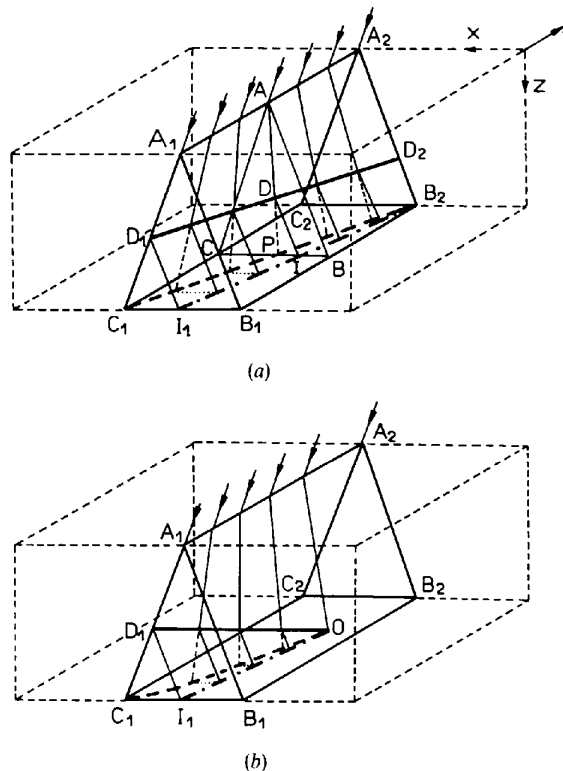 A₂
X
Z
A
A₁
D₂
D
B₂
C₂
D₁
C
P
I
B
C₁
I₁
B₁
(a)
A₂
A₁
C₂
B₂
D₁
O
C₁
I₁
B₁
(b)